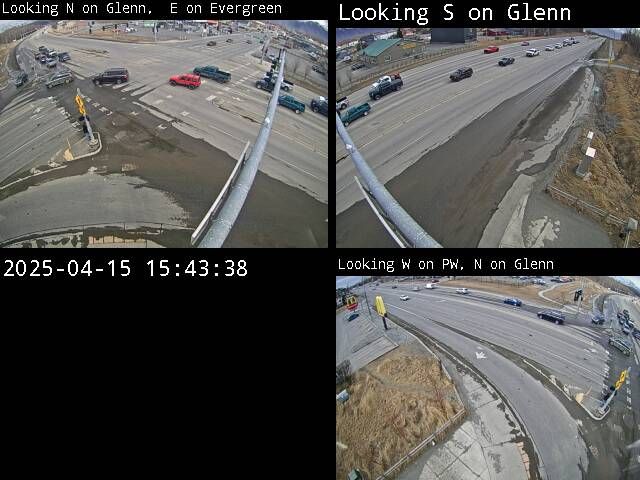 Looking N on Glenn,  E on Evergreen
Looking S on Glenn
2025-04-15 15:43:38
Looking W on PW, N on Glenn